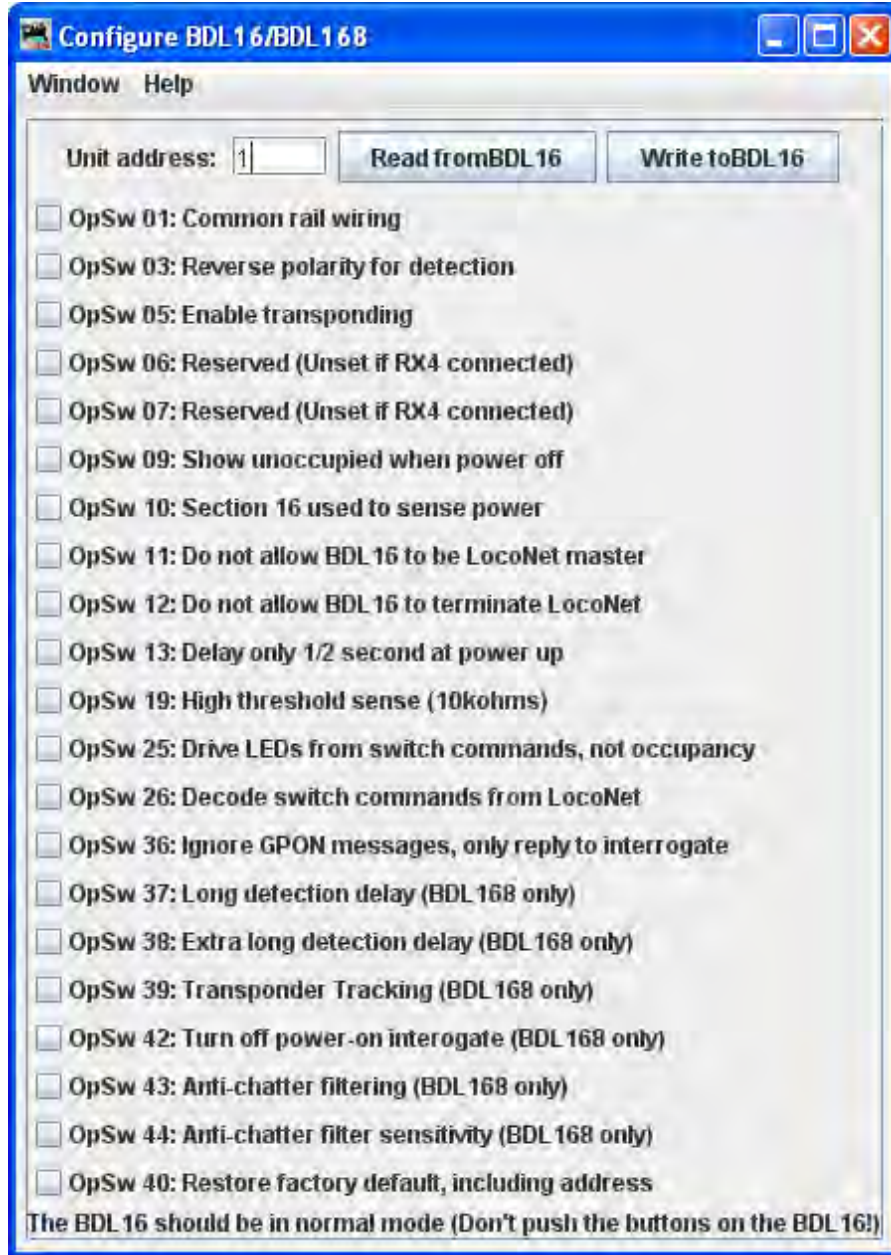 Configure BDL16/BDL168
Window Help
Unit address: 1 Read fromBDL16 Write toBDL16
OpSw 01: Common rail wiring
OpSw 03: Reverse polarity for detection
OpSw 05: Enable transponding
OpSw 06: Reserved (Unset if RX4 connected)
OpSw 07: Reserved (Unset if RX4 connected)
OpSw 09: Show unoccupied when power off
OpSw 10: Section 16 used to sense power
OpSw 11: Do not allow BDL16 to be LocoNet master
OpSw 12: Do not allow BDL16 to terminate LocoNet
OpSw 13: Delay only 1/2 second at power up
OpSw 19: High threshold sense (10kohms)
OpSw 25: Drive LEDs from switch commands, not occupancy
OpSw 26: Decode switch commands from LocoNet
OpSw 36: Ignore GPON messages, only reply to interrogate
OpSw 37: Long detection delay (BDL168 only)
OpSw 38: Extra long detection delay (BDL168 only)
OpSw 39: Transponder Tracking (BDL168 only)
OpSw 42: Turn off power-on interogate (BDL168 only)
OpSw 43: Anti-chatter filtering (BDL168 only)
OpSw 44: Anti-chatter filter sensitivity (BDL168 only)
OpSw 40: Restore factory default, including address
The BDL16 should be in normal mode (Don't push the buttons on the BDL16!)